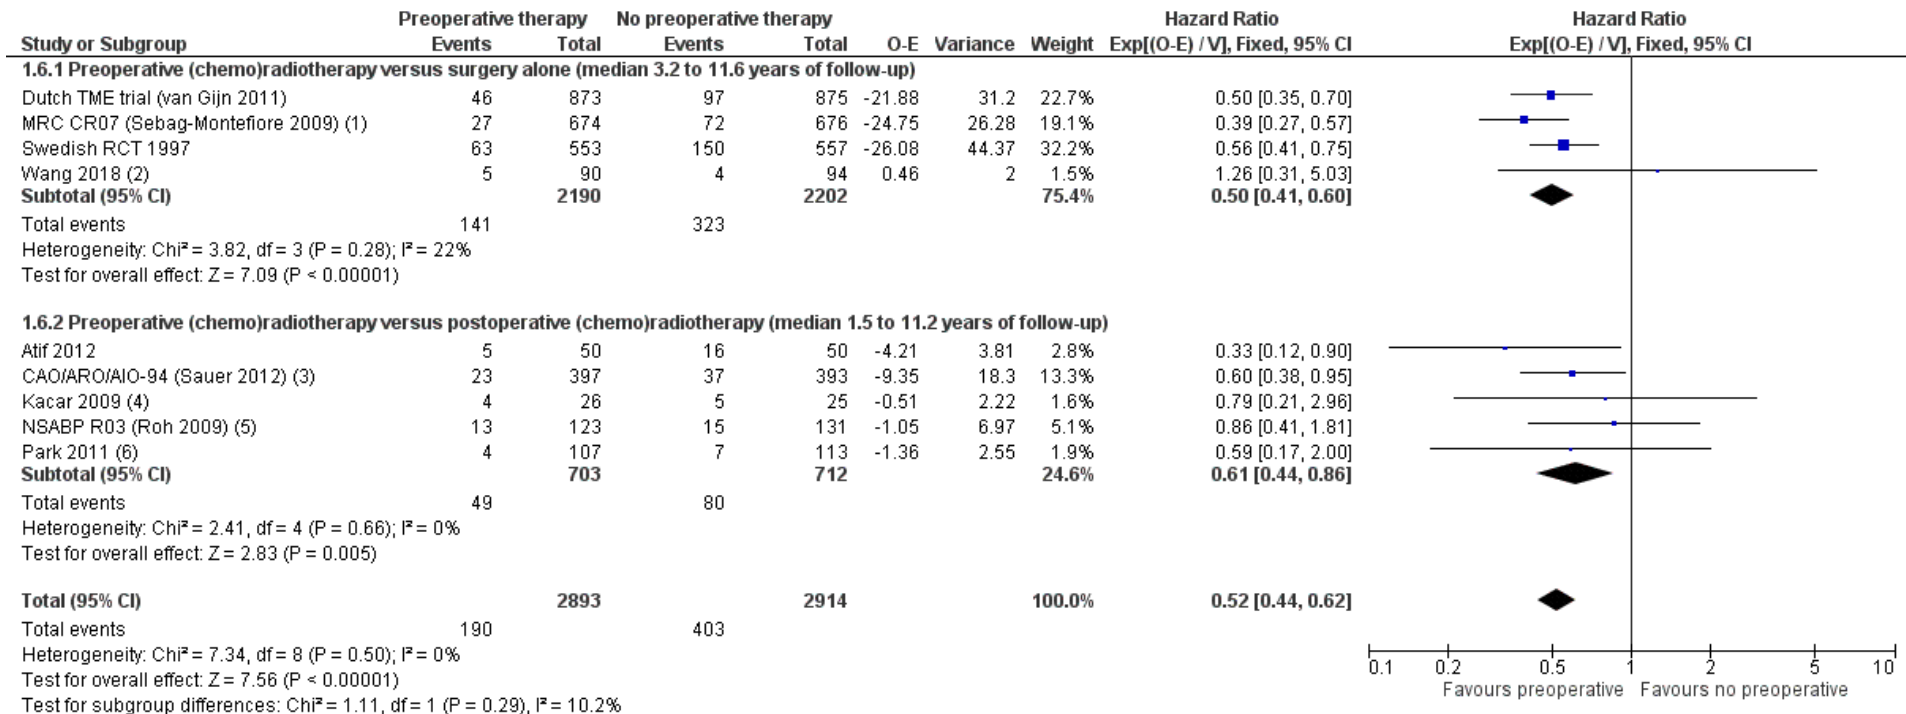 Preoperative therapy No preoperative therapy Hazard Ratio Hazard Ratio
Study or Subgroup Events Total Events Total O-E Variance Weight Exp[(O-E) / V], Fixed, 95% CI Exp[(O-E) / V], Fixed, 95% CI
1.6.1 Preoperative (chemo)radiotherapy versus surgery alone (median 3.2 to 11.6 years of follow-up)
Dutch TME trial (van Gijn 2011) 46 873 97 875 -21.88 31.2 22.7% 0.50 [0.35, 0.70]
MRC CR07 (Sebag-Montefiore 2009) (1) 27 674 72 676 -24.75 26.28 19.1% 0.39 [0.27, 0.57]
Swedish RCT 1997 63 553 150 557 -26.08 44.37 32.2% 0.56 [0.41, 0.75]
Wang 2018 (2) 5 90 4 94 0.46 2 1.5% 1.26 [0.31, 5.03]
Subtotal (95% CI) 2190 2202 75.4% 0.50 [0.41, 0.60]
Total events 141 323
Heterogeneity: Chi² = 3.82, df = 3 (P = 0.28); I² = 22%
Test for overall effect: Z = 7.09 (P < 0.00001)
1.6.2 Preoperative (chemo)radiotherapy versus postoperative (chemo)radiotherapy (median 1.5 to 11.2 years of follow-up)
Atif 2012 5 50 16 50 -4.21 3.81 2.8% 0.33 [0.12, 0.90]
CAO/ARO/AIO-94 (Sauer 2012) (3) 23 397 37 393 -9.35 18.3 13.3% 0.60 [0.38, 0.95]
Kacar 2009 (4) 4 26 5 25 -0.51 2.22 1.6% 0.79 [0.21, 2.96]
NSABP R03 (Roh 2009) (5) 13 123 15 131 -1.05 6.97 5.1% 0.86 [0.41, 1.81]
Park 2011 (6) 4 107 7 113 -1.36 2.55 1.9% 0.59 [0.17, 2.00]
Subtotal (95% CI) 703 712 24.6% 0.61 [0.44, 0.86]
Total events 49 80
Heterogeneity: Chi² = 2.41, df = 4 (P = 0.66); I² = 0%
Test for overall effect: Z = 2.83 (P = 0.005)
Total (95% CI) 2893 2914 100.0% 0.52 [0.44, 0.62]
Total events 190 403
Heterogeneity: Chi² = 7.34, df = 8 (P = 0.50); I² = 0%
Test for overall effect: Z = 7.56 (P < 0.00001)
Test for subgroup differences: Chi² = 1.11, df = 1 (P = 0.29), I² = 10.2%
0.1 0.2 0.5 1 2 5 10
Favours preoperative Favours no preoperative